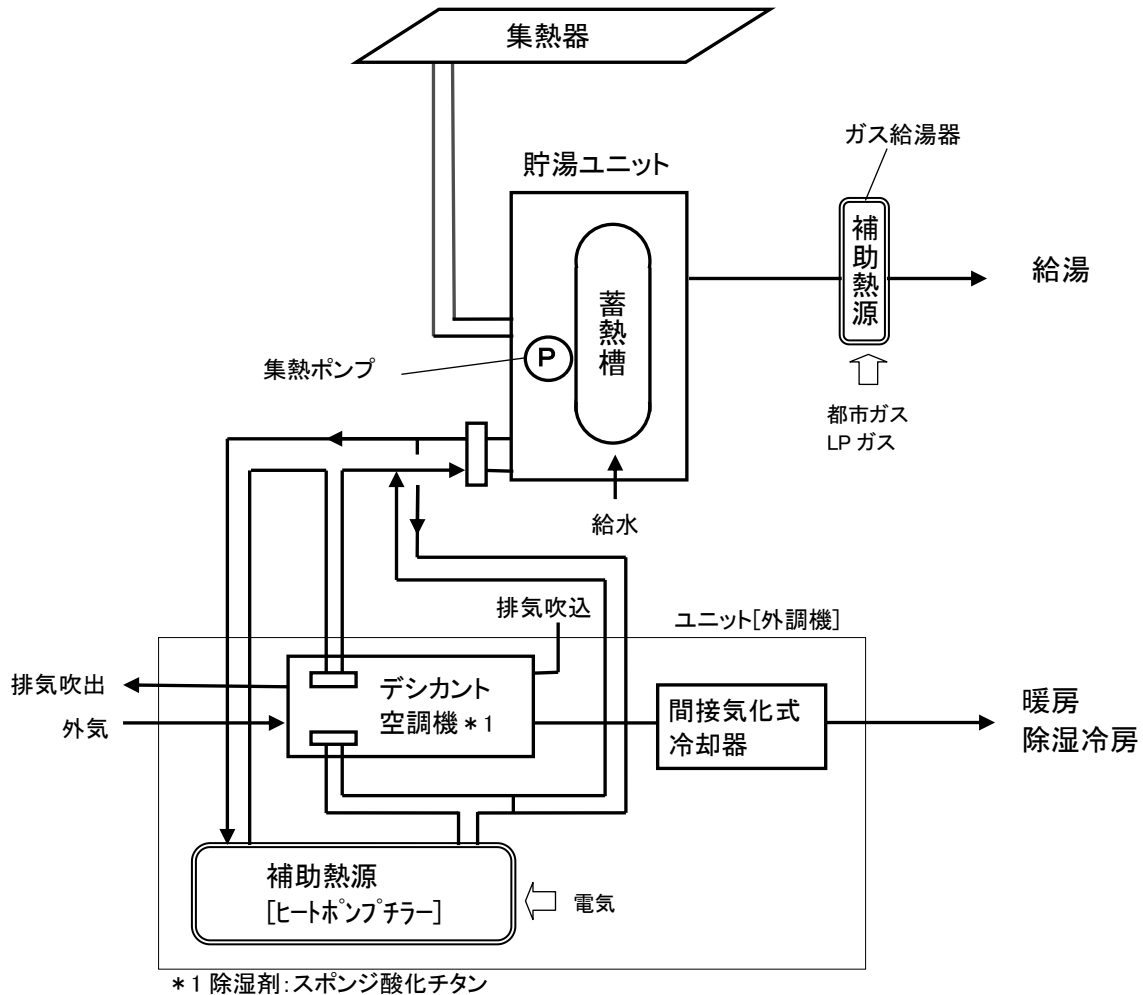 集熱器
ガス給湯器
貯湯ユニット
補助熱源
給湯
蓄熱槽
P
集熱ポンプ
都市ガス
LP ガス
給水
排気吹込
ユニット[外調機]
排気吹出
外気
デシカント
空調機*1
間接気化式
冷却器
暖房
除湿冷房
補助熱源
[ヒートポンプチラー]
電気
*1 除湿剤:スポンジ酸化チタン